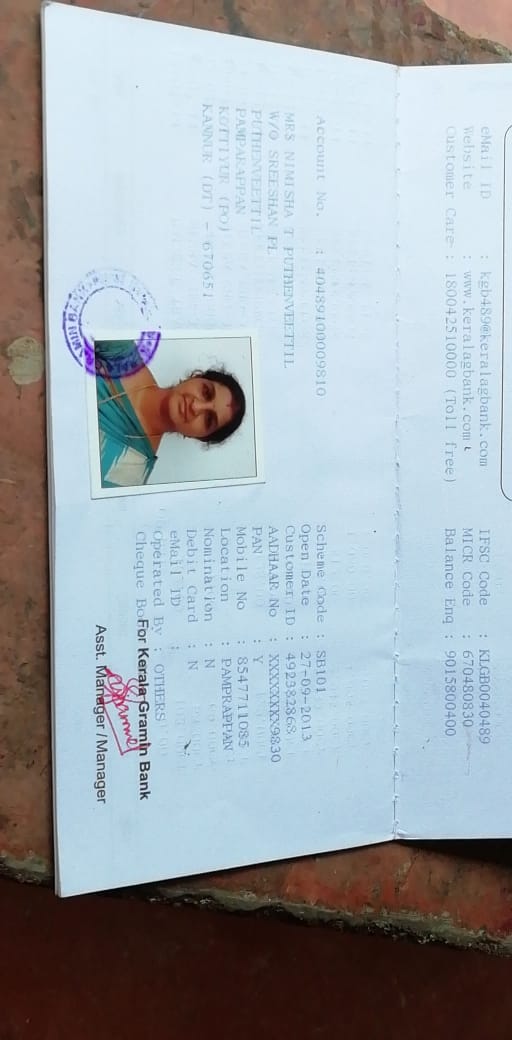 eMail ID : kgb489@keralagbank.com
Website : www.keralagbank.com
Customer Care : 180042510000 (Toll free)
IFSC Code : KLGB0040489
MICR Code : 670480830
Balance Enq : 9015800400
Account No. : 40489100009810
MRS NIMISHA T PUTHENVEETTIL
W/O SREESHAN PL
PUTHENVEETTIL
PAMPARAPPAN
KOTTIYUR (PO)
KANNUR (DT) - 670651
Scheme Code : SB101
Open Date : 27-09-2013
Customer ID : 492382868
AADHAAR No : XXXXXXXX9830
PAN : Y
Mobile No : 8547711085
Location : PAMPRAPPAN
Nomination : N
Debit Card : N
eMail ID :
Operated By : OTHERS
Cheque
For Kerala Gramin Bank
Asst. Manager / Manager